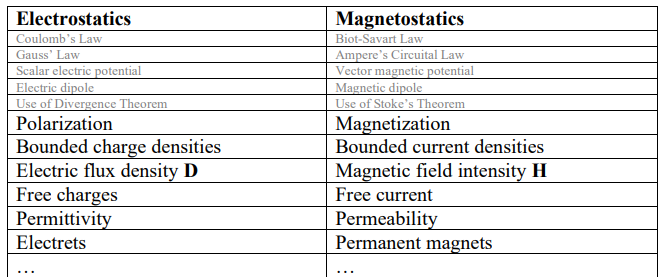 Electrostatics Magnetostatics
Coulomb's Law Biot-Savart Law
Gauss' Law Ampere's Circuital Law
Scalar electric potential Vector magnetic potential
Electric dipole Magnetic dipole
Use of Divergence Theorem Use of Stoke's Theorem
Polarization Magnetization
Bounded charge densities Bounded current densities
Electric flux density D Magnetic field intensity H
Free charges Free current
Permittivity Permeability
Electrets Permanent magnets
… …